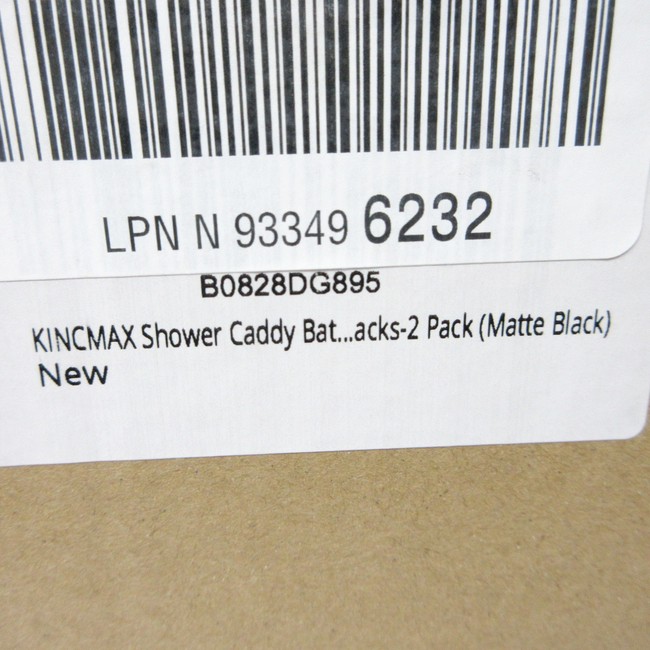 LPN N 93349 6232
B0828DG895
KINCMAX Shower Caddy Bat...acks-2 Pack (Matte Black)
New